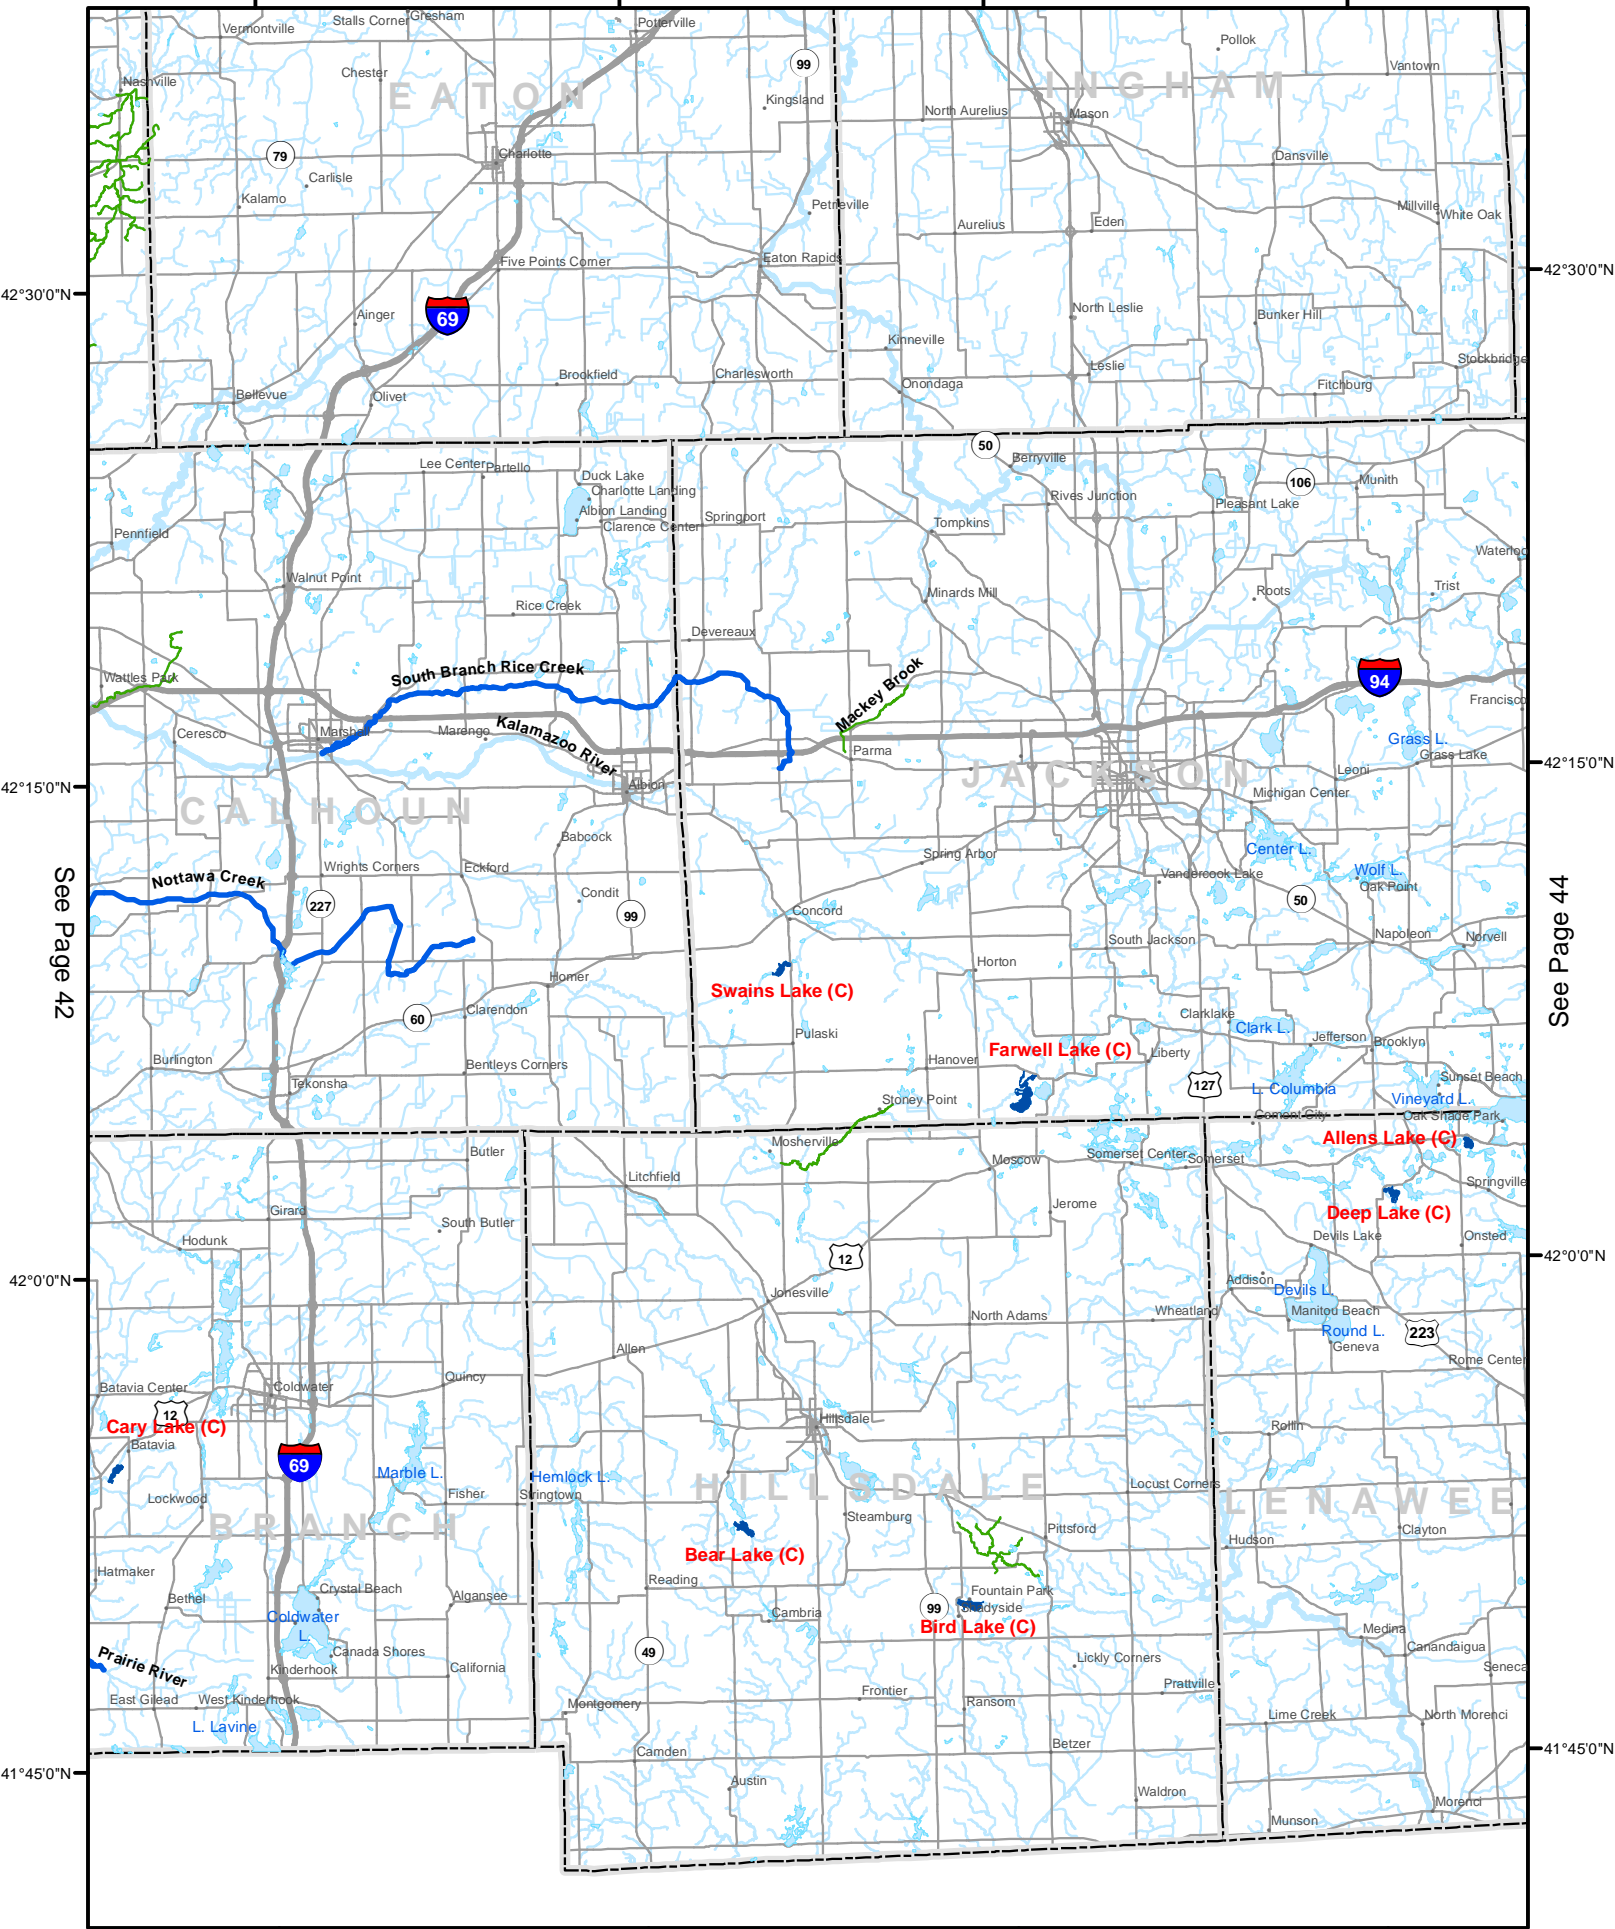 Stalls Corner
Gresham
Vermontville
Potterville
Pollok
Chester
99
Vantown
Nashville
EATON
INGHAM
Kingsland
North Aurelius
Mason
79
Charlotte
Dansville
Carlisle
Kalamo
Petrieville
Millville
White Oak
Aurelius
Eden
Five Points Corner
Eaton Rapids
42°30'0"N
42°30'0"N
69
Ainger
North Leslie
Bunker Hill
Kinneville
Stockbridge
Brookfield
Charlesworth
Leslie
Onondaga
Fitchburg
Bellevue
Olivet
50
Berryville
Lee Center
Partello
Duck Lake
Charlotte Landing
106
Munith
Rives Junction
Pleasant Lake
Albion Landing
Clarence Center
Springport
Tompkins
Pennfield
Waterloo
Walnut Point
Trist
Roots
Minards Mill
Rice Creek
Devereaux
South Branch Rice Creek
Mackey Brook
Wattles Park
94
Francisco
Ceresco
Marshall
Marengo
Kalamazoo River
Grass L.
Grass Lake
Parma
42°15'0"N
42°15'0"N
Leoni
JACKSON
Albion
Michigan Center
CALHOUN
Babcock
Center L.
Spring Arbor
Wrights Corners
Eckford
Vandercook Lake
Wolf L.
Oak Point
Nottawa Creek
See Page 42
See Page 44
227
Condit
99
50
Concord
South Jackson
Napoleon
Norvell
Horton
Homer
Swains Lake (C)
60
Clarendon
Clarklake
Clark L.
Pulaski
Jefferson
Brooklyn
Farwell Lake (C)
Liberty
Burlington
Bentleys Corners
Hanover
Tekonsha
127
L. Columbia
Sunset Beach
Vineyard L.
Stoney Point
Cement City
Oak Shade Park
Allens Lake (C)
Mosherville
Butler
Moscow
Somerset Center
Somerset
Litchfield
Springville
Girard
Jerome
Deep Lake (C)
South Butler
Hodunk
Devils Lake
Onsted
12
42°0'0"N
42°0'0"N
Addison
Devils L.
Jonesville
Manitou Beach
North Adams
Wheatland
Round L.
223
Geneva
Allen
Rome Center
Batavia Center
Coldwater
Quincy
12
Cary Lake (C)
Hillsdale
Rollin
Batavia
69
Marble L.
Hemlock L.
HILLSDALE
Locust Corners
Lockwood
Fisher
Stringtown
LENAWEE
BRANCH
Steamburg
Pittsford
Clayton
Hudson
Bear Lake (C)
Hatmaker
Reading
Crystal Beach
Bethel
Algansee
Fountain Park
99
Shadyside
Coldwater
L.
Cambria
Bird Lake (C)
Medina
Canandaigua
Prairie River
Canada Shores
49
Lickly Corners
Kinderhook
California
Seneca
Prattville
East Gilead
West Kinderhook
Frontier
Montgomery
Ransom
L. Lavine
Lime Creek
North Morenci
Camden
Betzer
41°45'0"N
41°45'0"N
Austin
Waldron
Morenci
Munson